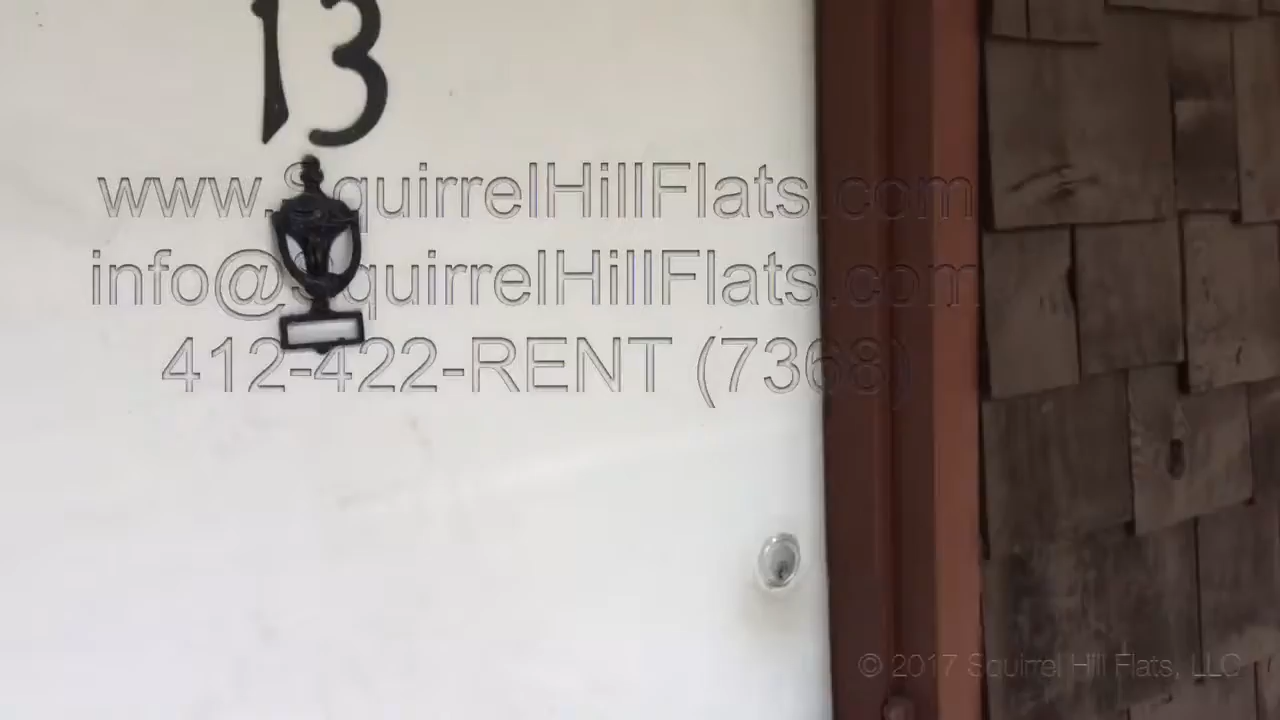 13
www.SquirrelHillFlats.com
info@SquirrelHillFlats.com
412-422-RENT (7368)
© 2017 Squirrel Hill Flats, LLC